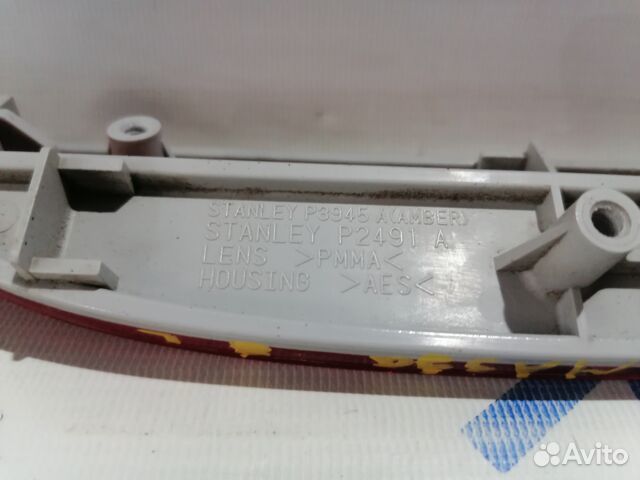 STANLEY P3945 A(AMBER)
STANLEY P2491 A
LENS >PMMA<
HOUSING >AES<
Avito